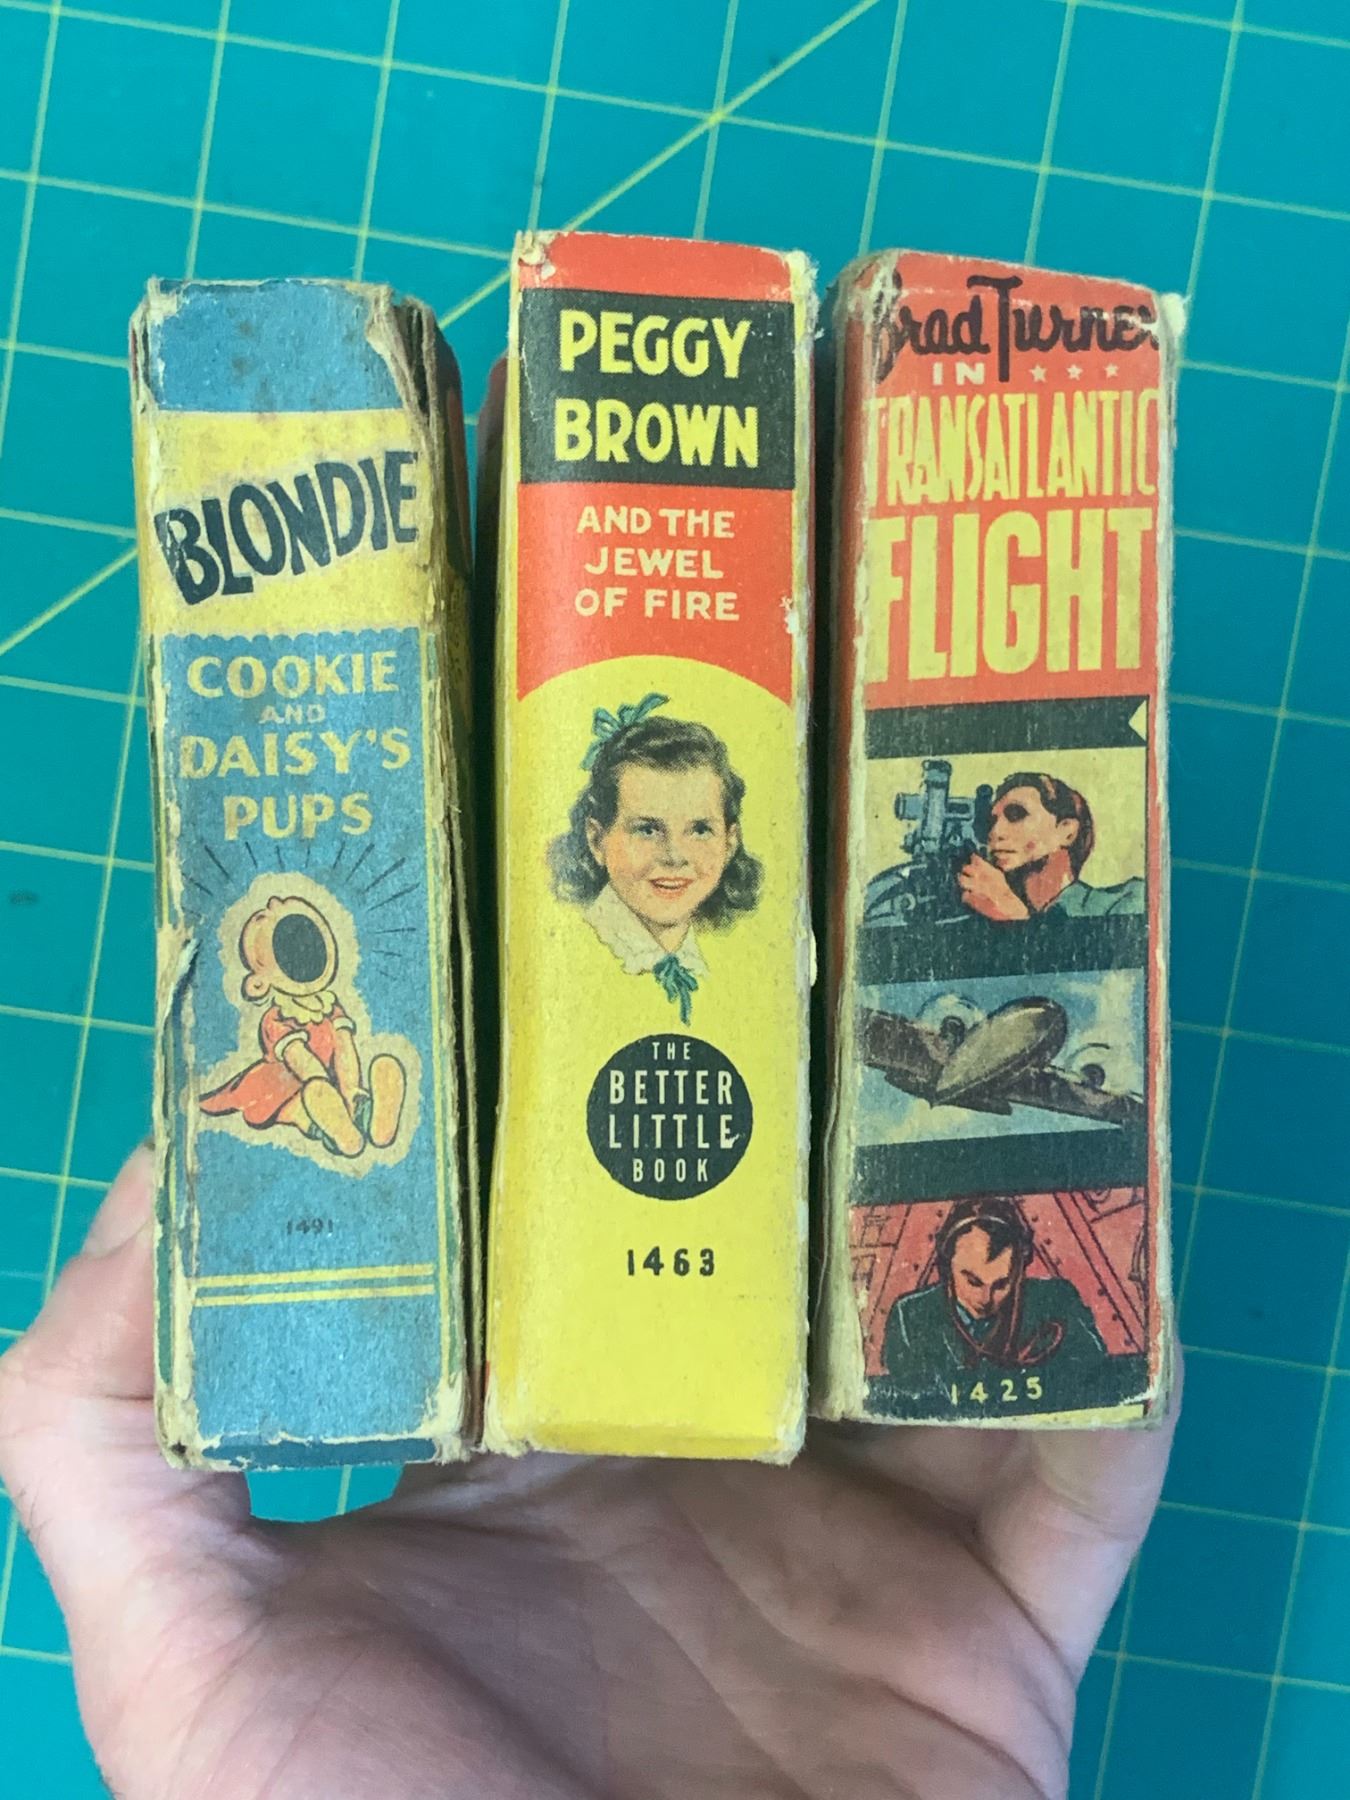 BLONDIE
COOKIE
AND
DAISY'S
PUPS
1491
PEGGY
BROWN
AND THE
JEWEL
OF FIRE
THE
BETTER
LITTLE
BOOK
1463
Brad Turner
IN
TRANSATLANTIC
FLIGHT
1425